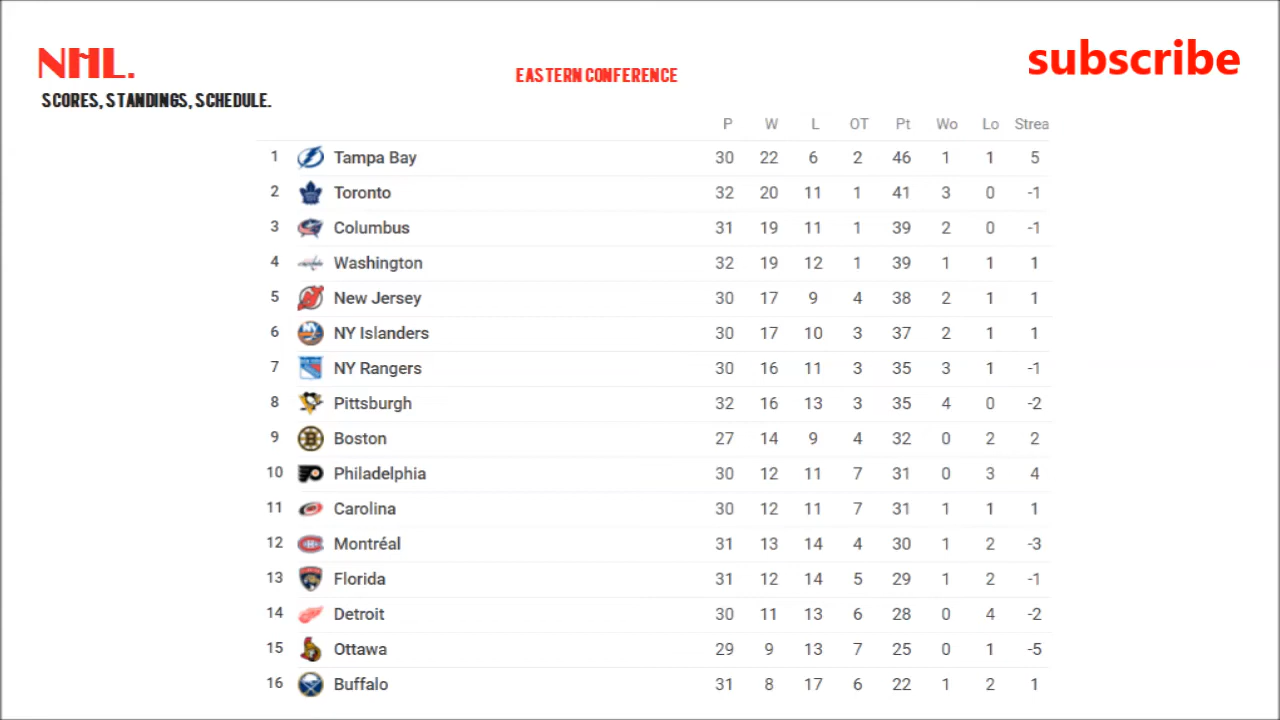 NHL.
subscribe
EASTERN CONFERENCE
SCORES, STANDINGS, SCHEDULE.
P W L OT Pt Wo Lo Strea
1 Tampa Bay 30 22 6 2 46 1 1 5
2 Toronto 32 20 11 1 41 3 0 -1
3 Columbus 31 19 11 1 39 2 0 -1
4 Washington 32 19 12 1 39 1 1 1
5 New Jersey 30 17 9 4 38 2 1 1
6 NY Islanders 30 17 10 3 37 2 1 1
7 NY Rangers 30 16 11 3 35 3 1 -1
8 Pittsburgh 32 16 13 3 35 4 0 -2
9 Boston 27 14 9 4 32 0 2 2
10 Philadelphia 30 12 11 7 31 0 3 4
11 Carolina 30 12 11 7 31 1 1 1
12 Montréal 31 13 14 4 30 1 2 -3
13 Florida 31 12 14 5 29 1 2 -1
14 Detroit 30 11 13 6 28 0 4 -2
15 Ottawa 29 9 13 7 25 0 1 -5
16 Buffalo 31 8 17 6 22 1 2 1